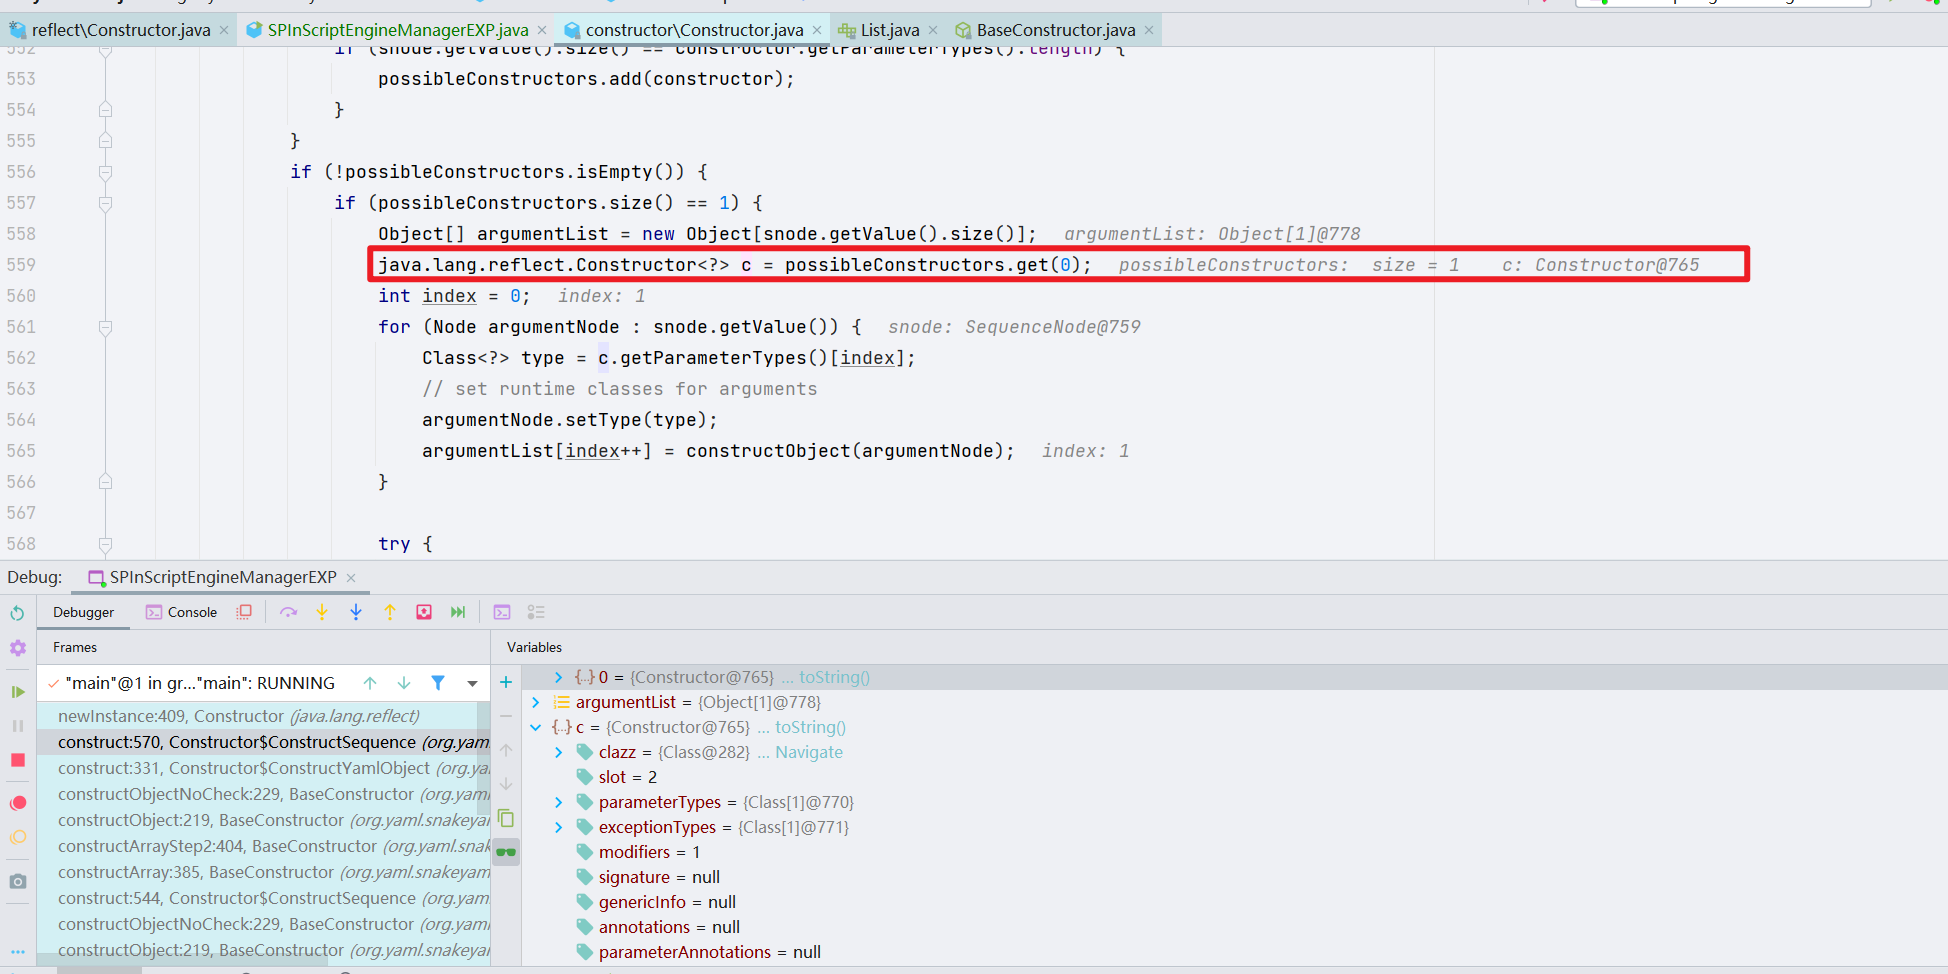 reflect\Constructor.java
SPInScriptEngineManagerEXP.java
constructor\Constructor.java
List.java
BaseConstructor.java
552 if (snode.getValue().size() == constructor.getParameterTypes().length) {
553 possibleConstructors.add(constructor);
554 }
555 }
556 if (!possibleConstructors.isEmpty()) {
557 if (possibleConstructors.size() == 1) {
558 Object[] argumentList = new Object[snode.getValue().size()]; argumentList: Object[1]@778
559 java.lang.reflect.Constructor<?> c = possibleConstructors.get(0); possibleConstructors: size = 1 c: Constructor@765
560 int index = 0; index: 1
561 for (Node argumentNode : snode.getValue()) { snode: SequenceNode@759
562 Class<?> type = c.getParameterTypes()[index];
563 // set runtime classes for arguments
564 argumentNode.setType(type);
565 argumentList[index++] = constructObject(argumentNode); index: 1
566 }
567
568 try {
Debug: SPInScriptEngineManagerEXP
Debugger Console
Frames
"main"@1 in gr..."main": RUNNING
newInstance:409, Constructor (java.lang.reflect)
construct:570, Constructor$ConstructSequence (org.yam
construct:331, Constructor$ConstructYamlObject (org.ya
constructObjectNoCheck:229, BaseConstructor (org.yaml
constructObject:219, BaseConstructor (org.yaml.snakeya
constructArrayStep2:404, BaseConstructor (org.yaml.snak
constructArray:385, BaseConstructor (org.yaml.snakeyam
construct:544, Constructor$ConstructSequence (org.yam
constructObjectNoCheck:229, BaseConstructor (org.yaml
constructObject:219, BaseConstructor (org.yaml.snakeya
Variables
0 = {Constructor@765} ... toString()
argumentList = {Object[1]@778}
c = {Constructor@765} ... toString()
clazz = {Class@282} ... Navigate
slot = 2
parameterTypes = {Class[1]@770}
exceptionTypes = {Class[1]@771}
modifiers = 1
signature = null
genericInfo = null
annotations = null
parameterAnnotations = null